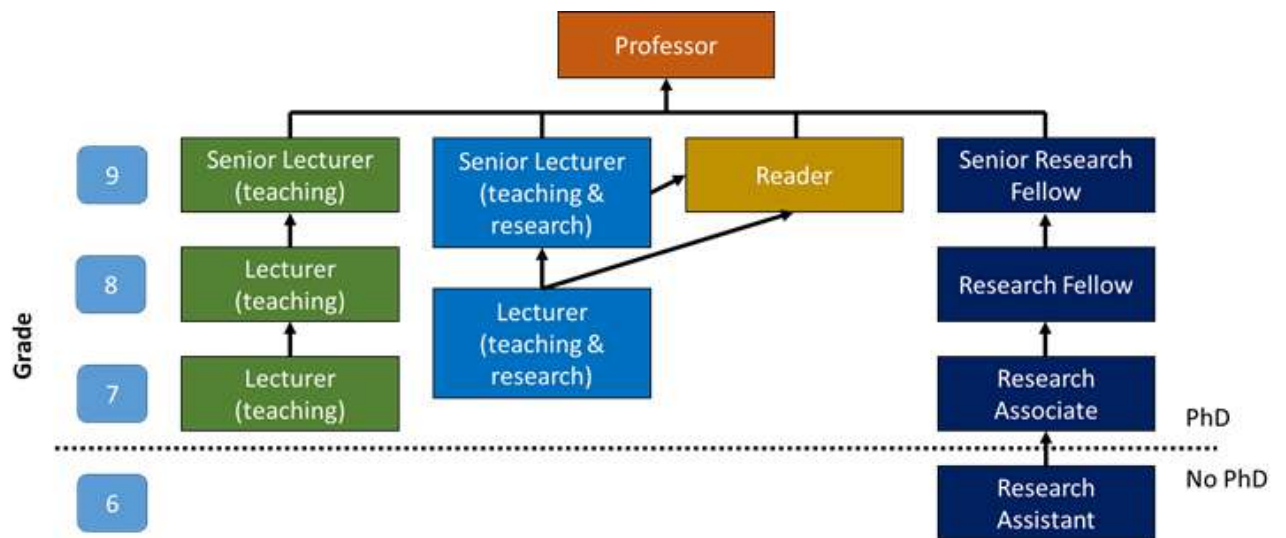 Professor
9
Senior Lecturer
(teaching)
Senior Lecturer
(teaching &
research)
Reader
Senior Research
Fellow
8
Lecturer
(teaching)
Lecturer
(teaching &
research)
Research Fellow
Grade
7
Lecturer
(teaching)
Research
Associate
PhD
No PhD
6
Research
Assistant